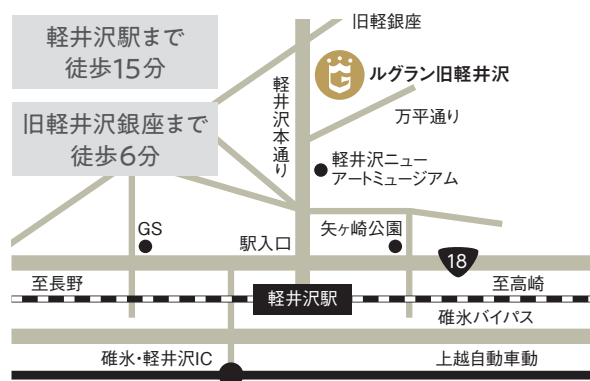 軽井沢駅まで
徒歩15分
旧軽井沢銀座まで
徒歩6分
旧軽銀座
G
ルグラン旧軽井沢
軽井沢本通り
万平通り
軽井沢ニュー
アートミュージアム
GS
駅入口
矢ヶ崎公園
18
至長野
軽井沢駅
至高崎
碓氷バイパス
碓氷・軽井沢IC
上越自動車動